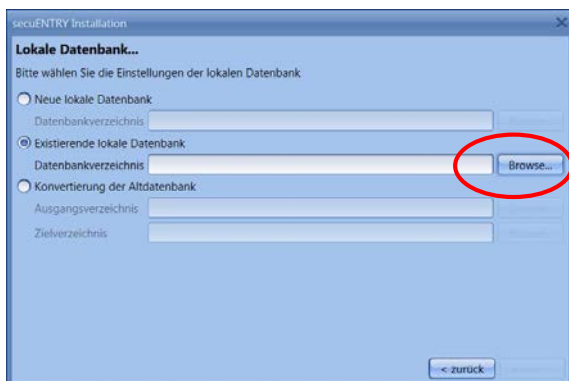 secuENTRY Installation
Lokale Datenbank...
Bitte wählen Sie die Einstellungen der lokalen Datenbank
Neue lokale Datenbank
Datenbankverzeichnis
Existierende lokale Datenbank
Datenbankverzeichnis Browse...
Konvertierung der Altdatenbank
Ausgangsverzeichnis
Zielverzeichnis
< zurück